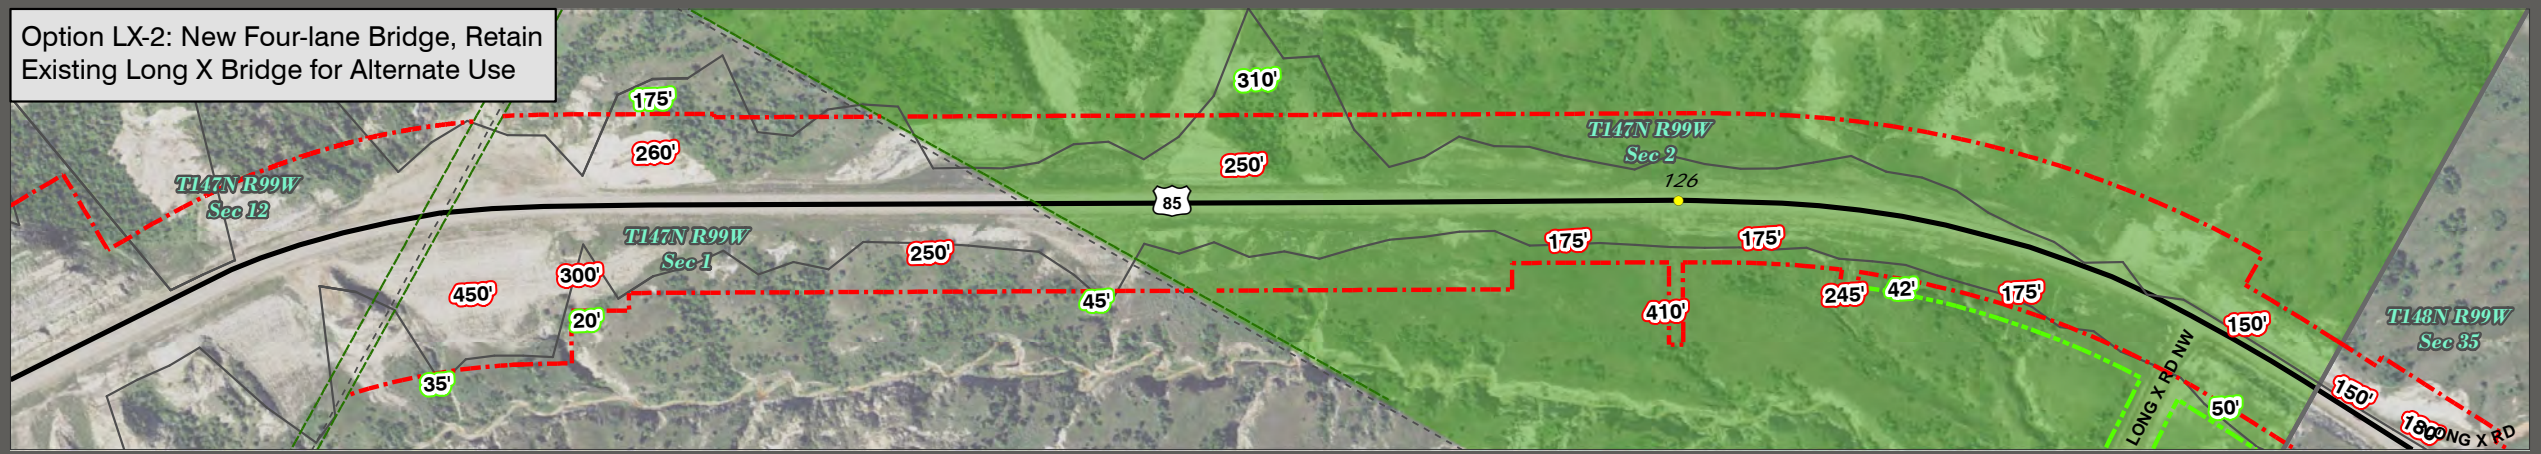 Option LX-2: New Four-lane Bridge, Retain
Existing Long X Bridge for Alternate Use
175'
310'
260'
250'
T147N R99W
Sec 2
126
T147N R99W
Sec 12
85
T147N R99W
Sec 1
300'
450'
250'
20'
35'
45'
175'
175'
410'
245'
42'
175'
150'
T148N R99W
Sec 35
LONG X RD NW
50'
150'
180'
LONG X RD